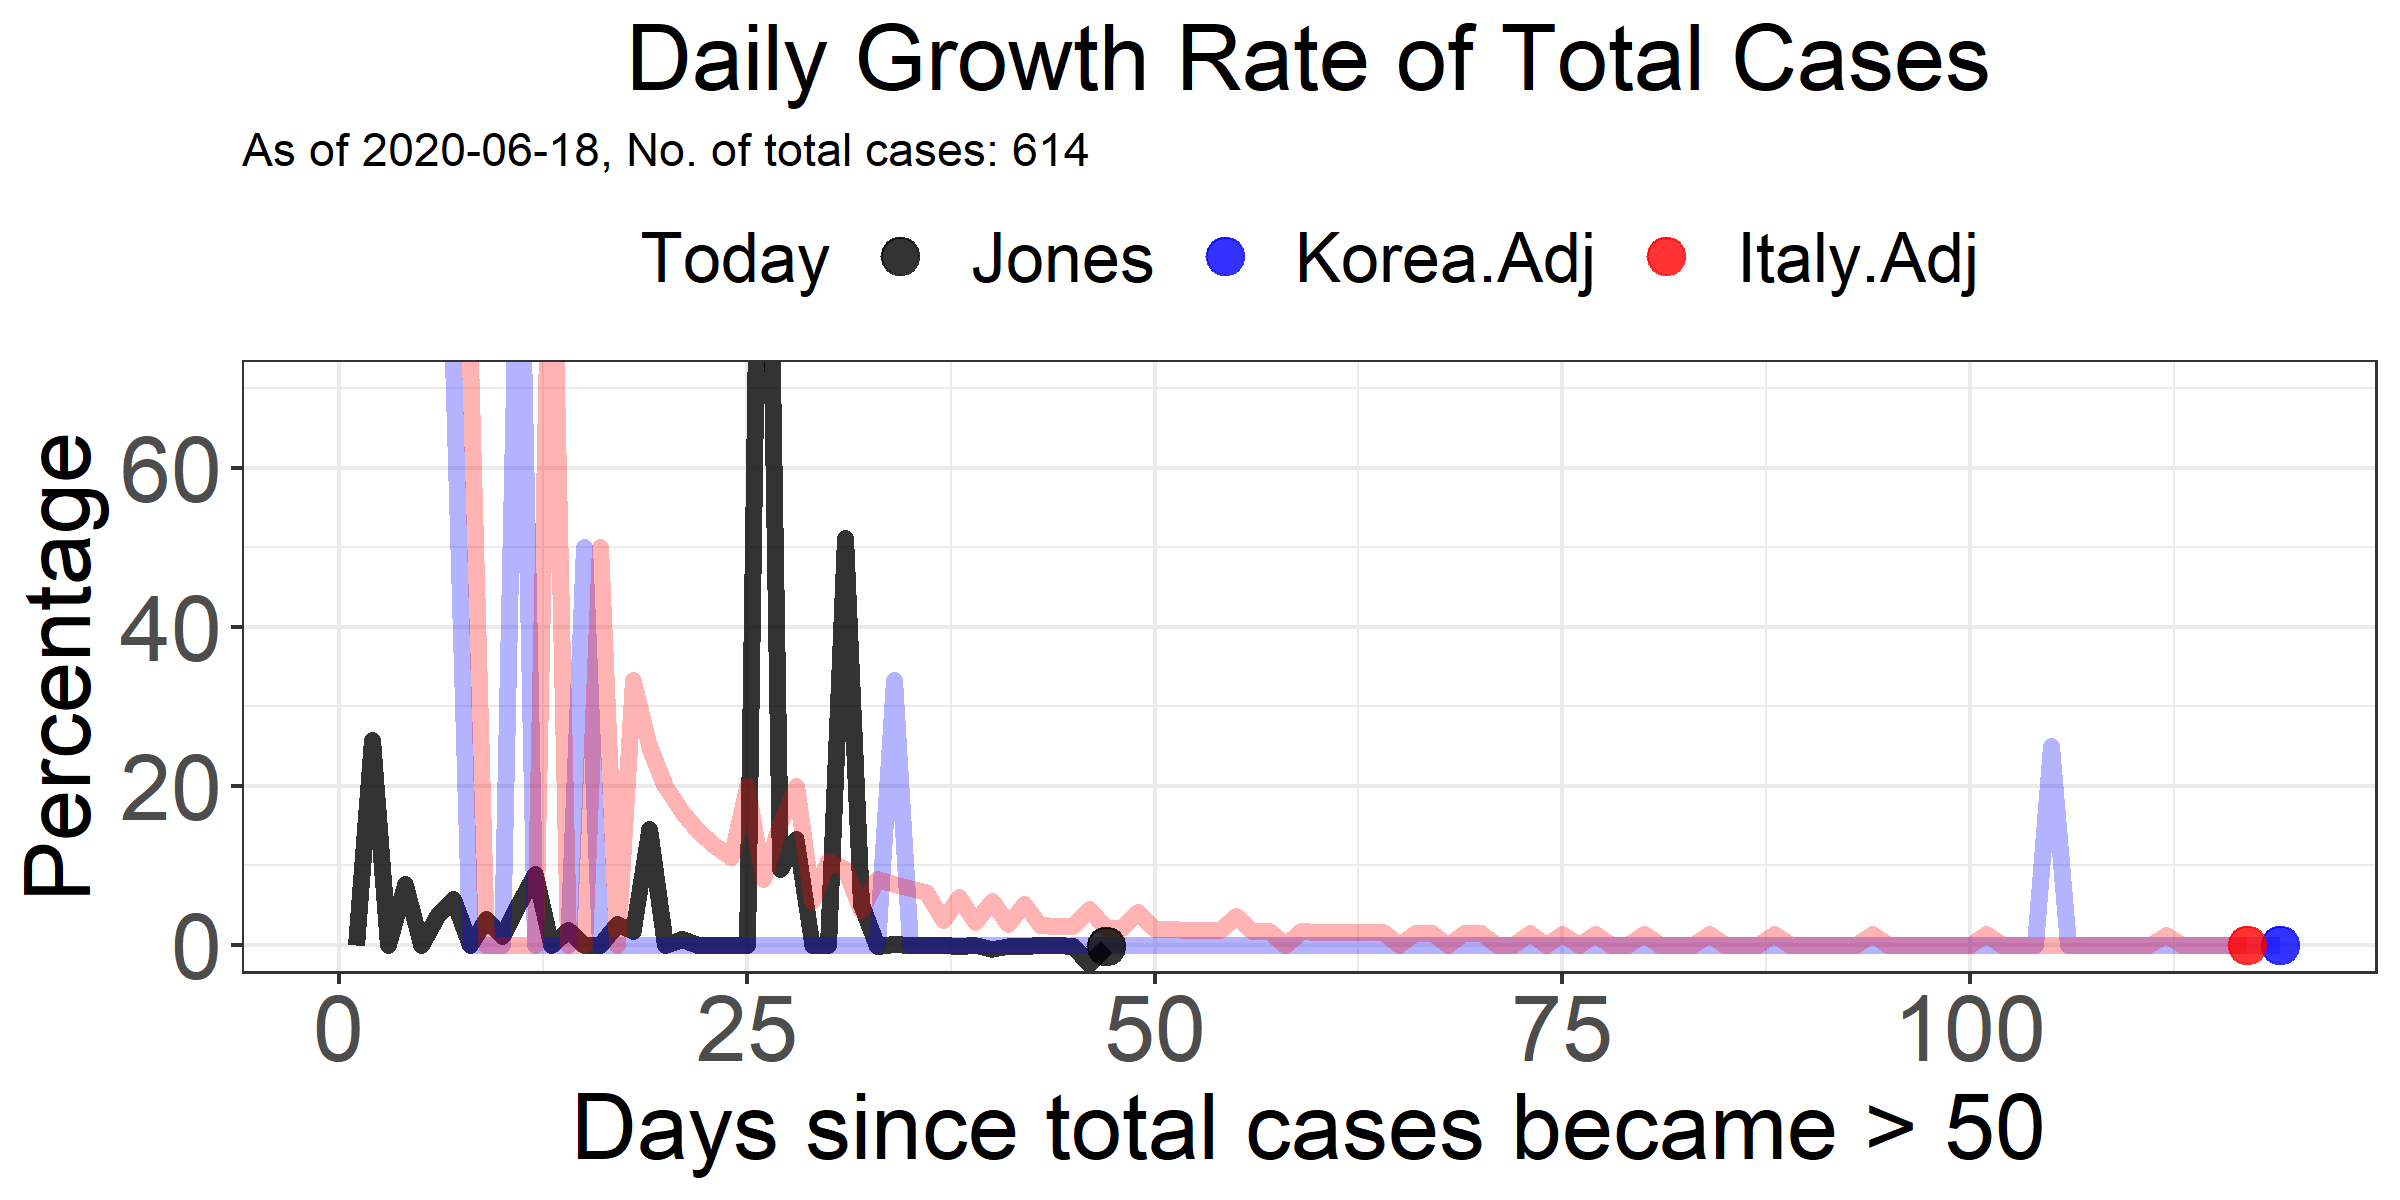 Daily Growth Rate of Total Cases
As of 2020-06-18, No. of total cases: 614
Today Jones Korea.Adj Italy.Adj
Percentage
60
40
20
0
0 25 50 75 100
Days since total cases became > 50